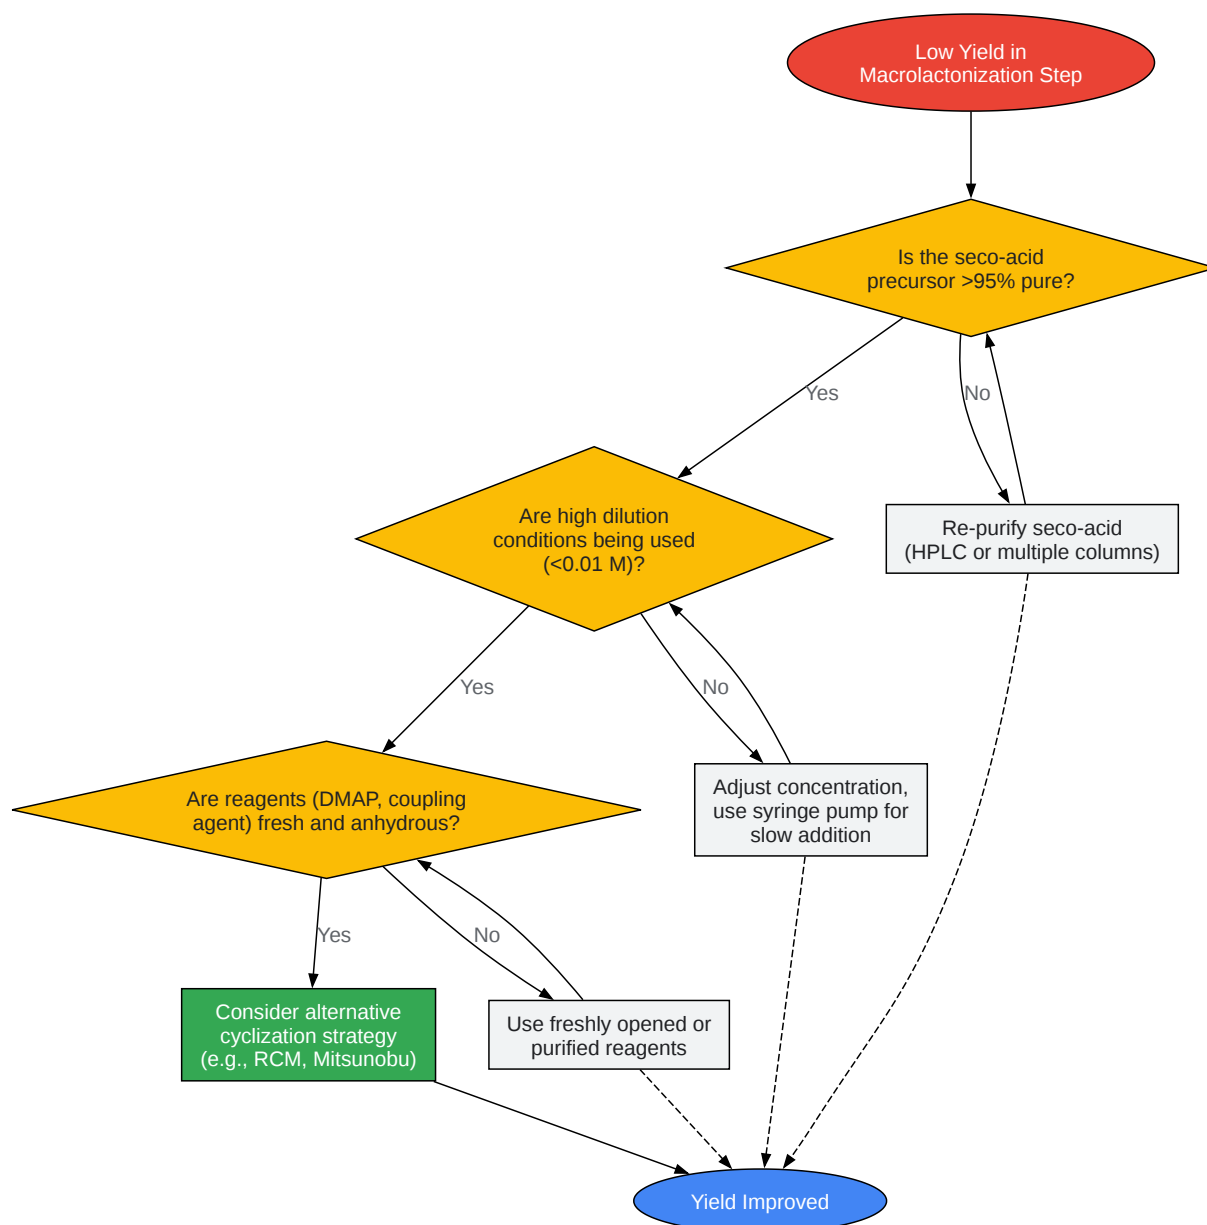 Low Yield in
Macrolactonization Step
Is the seco-acid
precursor >95% pure?
Yes
No
Are high dilution
conditions being used
(<0.01 M)?
Re-purify seco-acid
(HPLC or multiple columns)
Yes
No
Are reagents (DMAP, coupling
agent) fresh and anhydrous?
Adjust concentration,
use syringe pump for
slow addition
Yes
No
Consider alternative
cyclization strategy
(e.g., RCM, Mitsunobu)
Use freshly opened or
purified reagents
Yield Improved